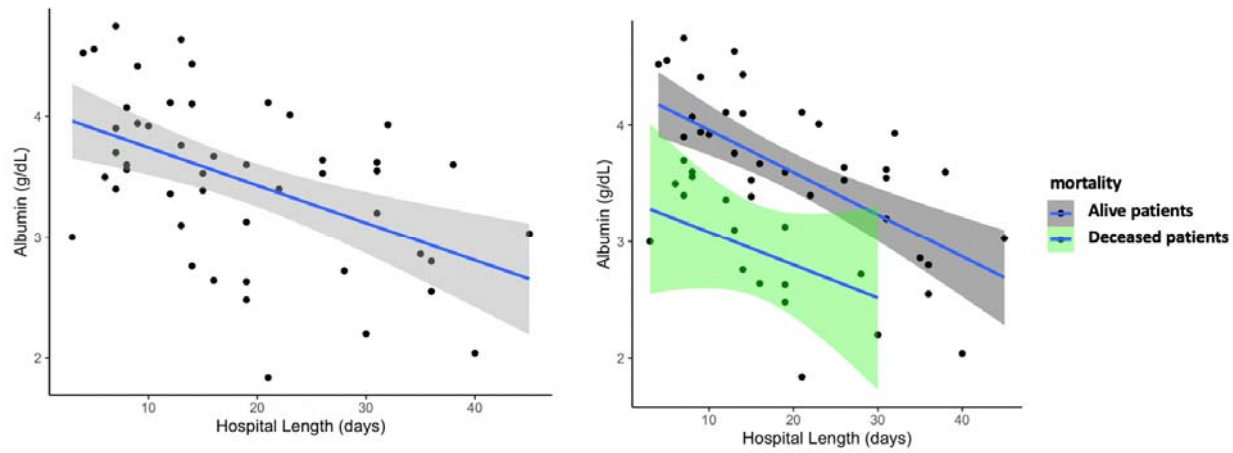 Albumin (g/dL)
4
3
2
10
20
30
40
Hospital Length (days)
Albumin (g/dL)
4
3
2
10
20
30
40
Hospital Length (days)
mortality
Alive patients
Deceased patients